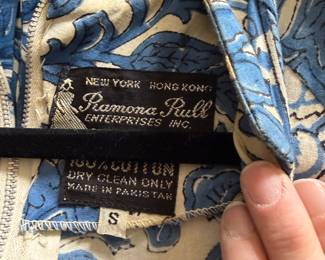 NEW YORK HONG KONG
Ramona Rull
ENTERPRISES INC.
100% COTTON
DRY CLEAN ONLY
MADE IN PAKISTAN
S